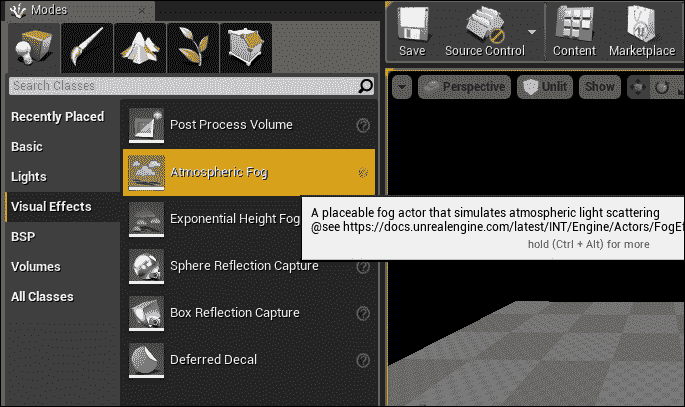 Modes
Save
Source Control
Content
Marketplace
Search Classes
Perspective
Unlit
Show
Recently Placed
Basic
Lights
Visual Effects
BSP
Volumes
All Classes
Post Process Volume
Atmospheric Fog
Exponential Height Fog
Sphere Reflection Capture
Box Reflection Capture
Deferred Decal
A placeable fog actor that simulates atmospheric light scattering
@see https://docs.unrealengine.com/latest/INT/Engine/Actors/FogEf
hold (Ctrl + Alt) for more